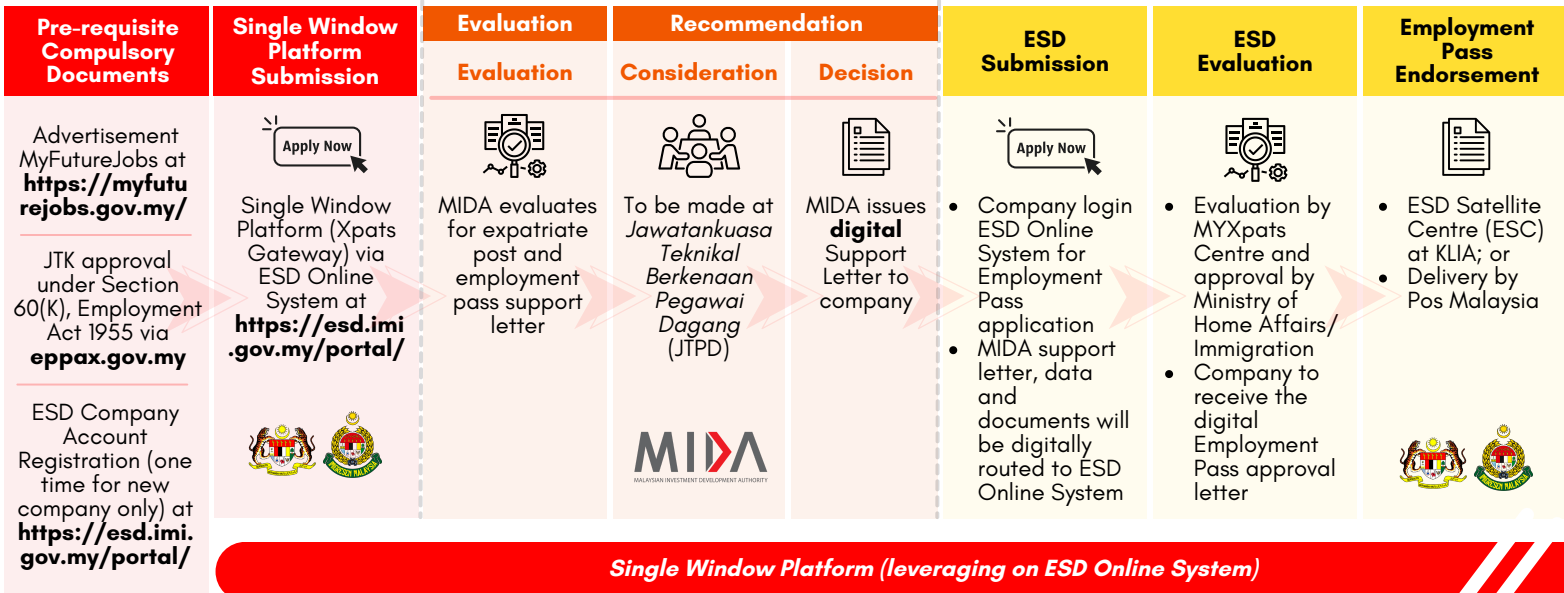 Pre-requisite
Compulsory
Documents
Advertisement
MyFutureJobs at
https://myfutu
rejobs.gov.my/
JTK approval
under Section
60(K), Employment
Act 1955 via
eppax.gov.my
ESD Company
Account
Registration (one
time for new
company only) at
https://esd.imi.
gov.my/portal/
Single Window
Platform
Submission
Apply Now
Single Window
Platform (Xpats
Gateway) via
ESD Online
System at
https://esd.imi
.gov.my/portal/
Evaluation
Evaluation
MIDA evaluates
for expatriate
post and
employment
pass support
letter
Recommendation
Consideration
To be made at
Jawatankuasa
Teknikal
Berkenaan
Pegawai
Dagang
(JTPD)
MIDA
MALAYSIAN INVESTMENT DEVELOPMENT AUTHORITY
Decision
MIDA issues
digital
Support
Letter to
company
ESD
Submission
Apply Now
• Company login
ESD Online
System for
Employment
Pass
application
• MIDA support
letter, data
and
documents will
be digitally
routed to ESD
Online System
ESD
Evaluation
• Evaluation by
MYXpats
Centre and
approval by
Ministry of
Home Affairs/
Immigration
• Company to
receive the
digital
Employment
Pass approval
letter
Employment
Pass
Endorsement
• ESD Satellite
Centre (ESC)
at KLIA; or
• Delivery by
Pos Malaysia
Single Window Platform (leveraging on ESD Online System)